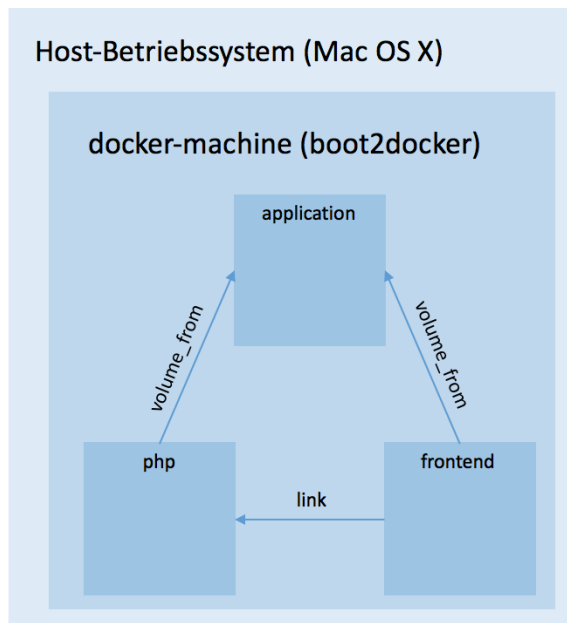 Host-Betriebssystem (Mac OS X)
docker-machine (boot2docker)
application
volume_from
volume_from
php
frontend
link